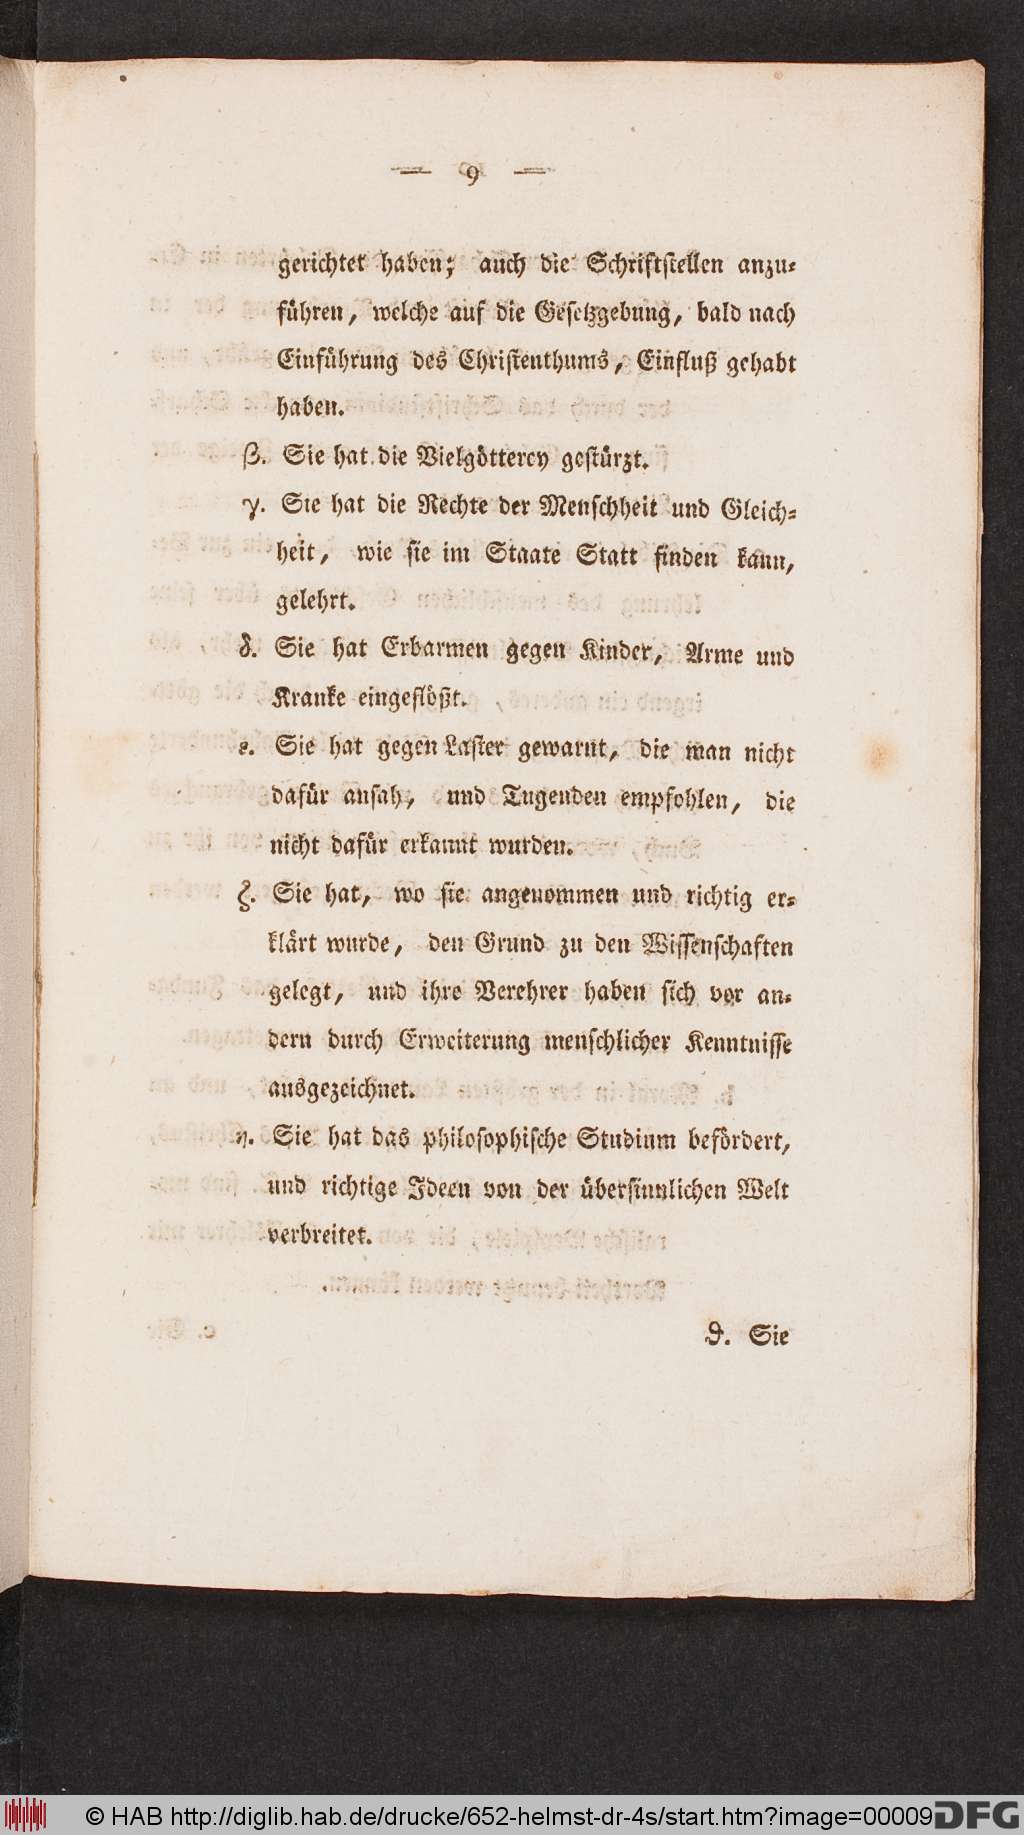 — 9 —
gerichtet haben; auch die Schriftstellen anzu-
führen, welche auf die Gesetzgebung, bald nach
Einführung des Christenthums, Einfluß gehabt
haben.
β. Sie hat die Vielgötterey gestürzt.
γ. Sie hat die Rechte der Menschheit und Gleich-
heit, wie sie im Staate Statt finden kann,
gelehrt.
δ. Sie hat Erbarmen gegen Kinder, Arme und
Kranke eingeflößt.
ε. Sie hat gegen Laster gewarnt, die man nicht
dafür ansah, und Tugenden empfohlen, die
nicht dafür erkannt wurden.
ζ. Sie hat, wo sie angenommen und richtig er-
klärt wurde, den Grund zu den Wissenschaften
gelegt, und ihre Verehrer haben sich vor an-
dern durch Erweiterung menschlicher Kenntnisse
ausgezeichnet.
η. Sie hat das philosophische Studium befördert,
und richtige Ideen von der übersinnlichen Welt
verbreitet.
ϑ. Sie
© HAB http://diglib.hab.de/drucke/652-helmst-dr-4s/start.htm?image=00009
DFG